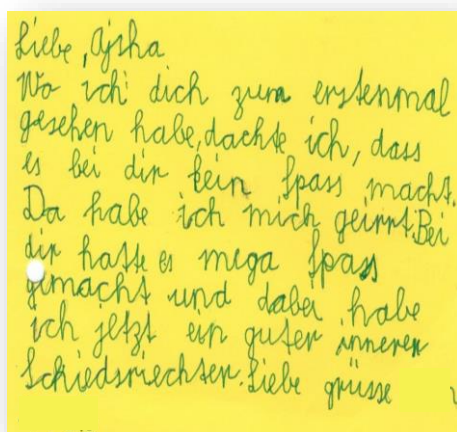 Liebe, Ajsha
Wo ich dich zum erstenmal
gesehen habe, dachte ich, dass
es bei dir kein spass macht.
Da habe ich mich geirrt. Bei
dir hatte es mega spass
gemacht und dabei habe
ich jetzt ein guter inneren
Schiedsriechter. Liebe grüsse